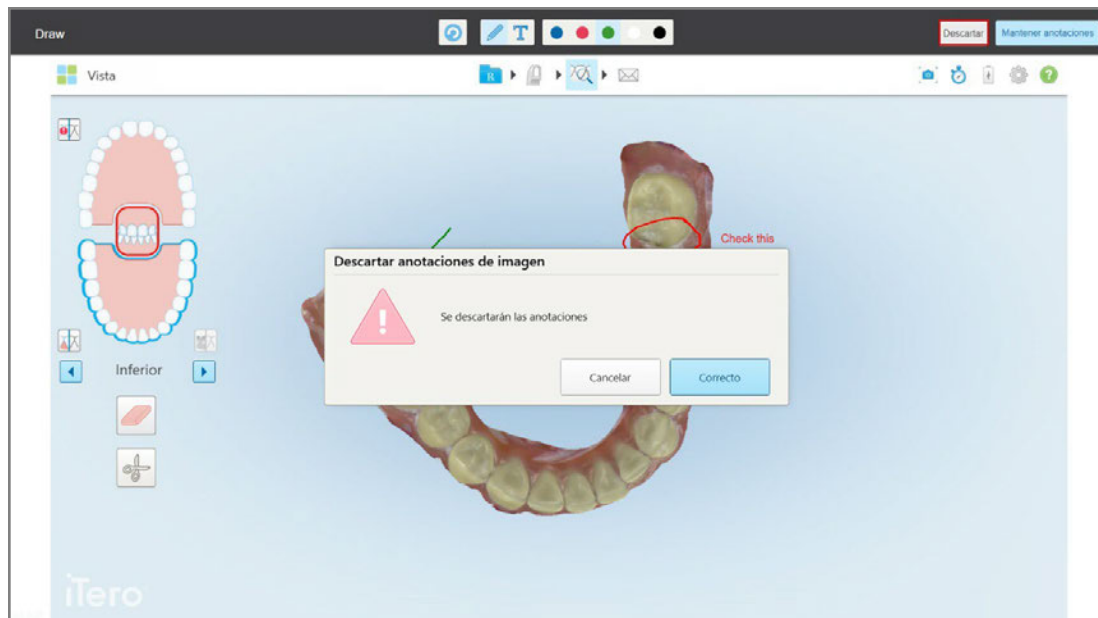 Draw
T
Descartar
Mantener anotaciones
Vista
R
?
Check this
Descartar anotaciones de imagen
!
Se descartarán las anotaciones
Cancelar
Correcto
Inferior
iTero